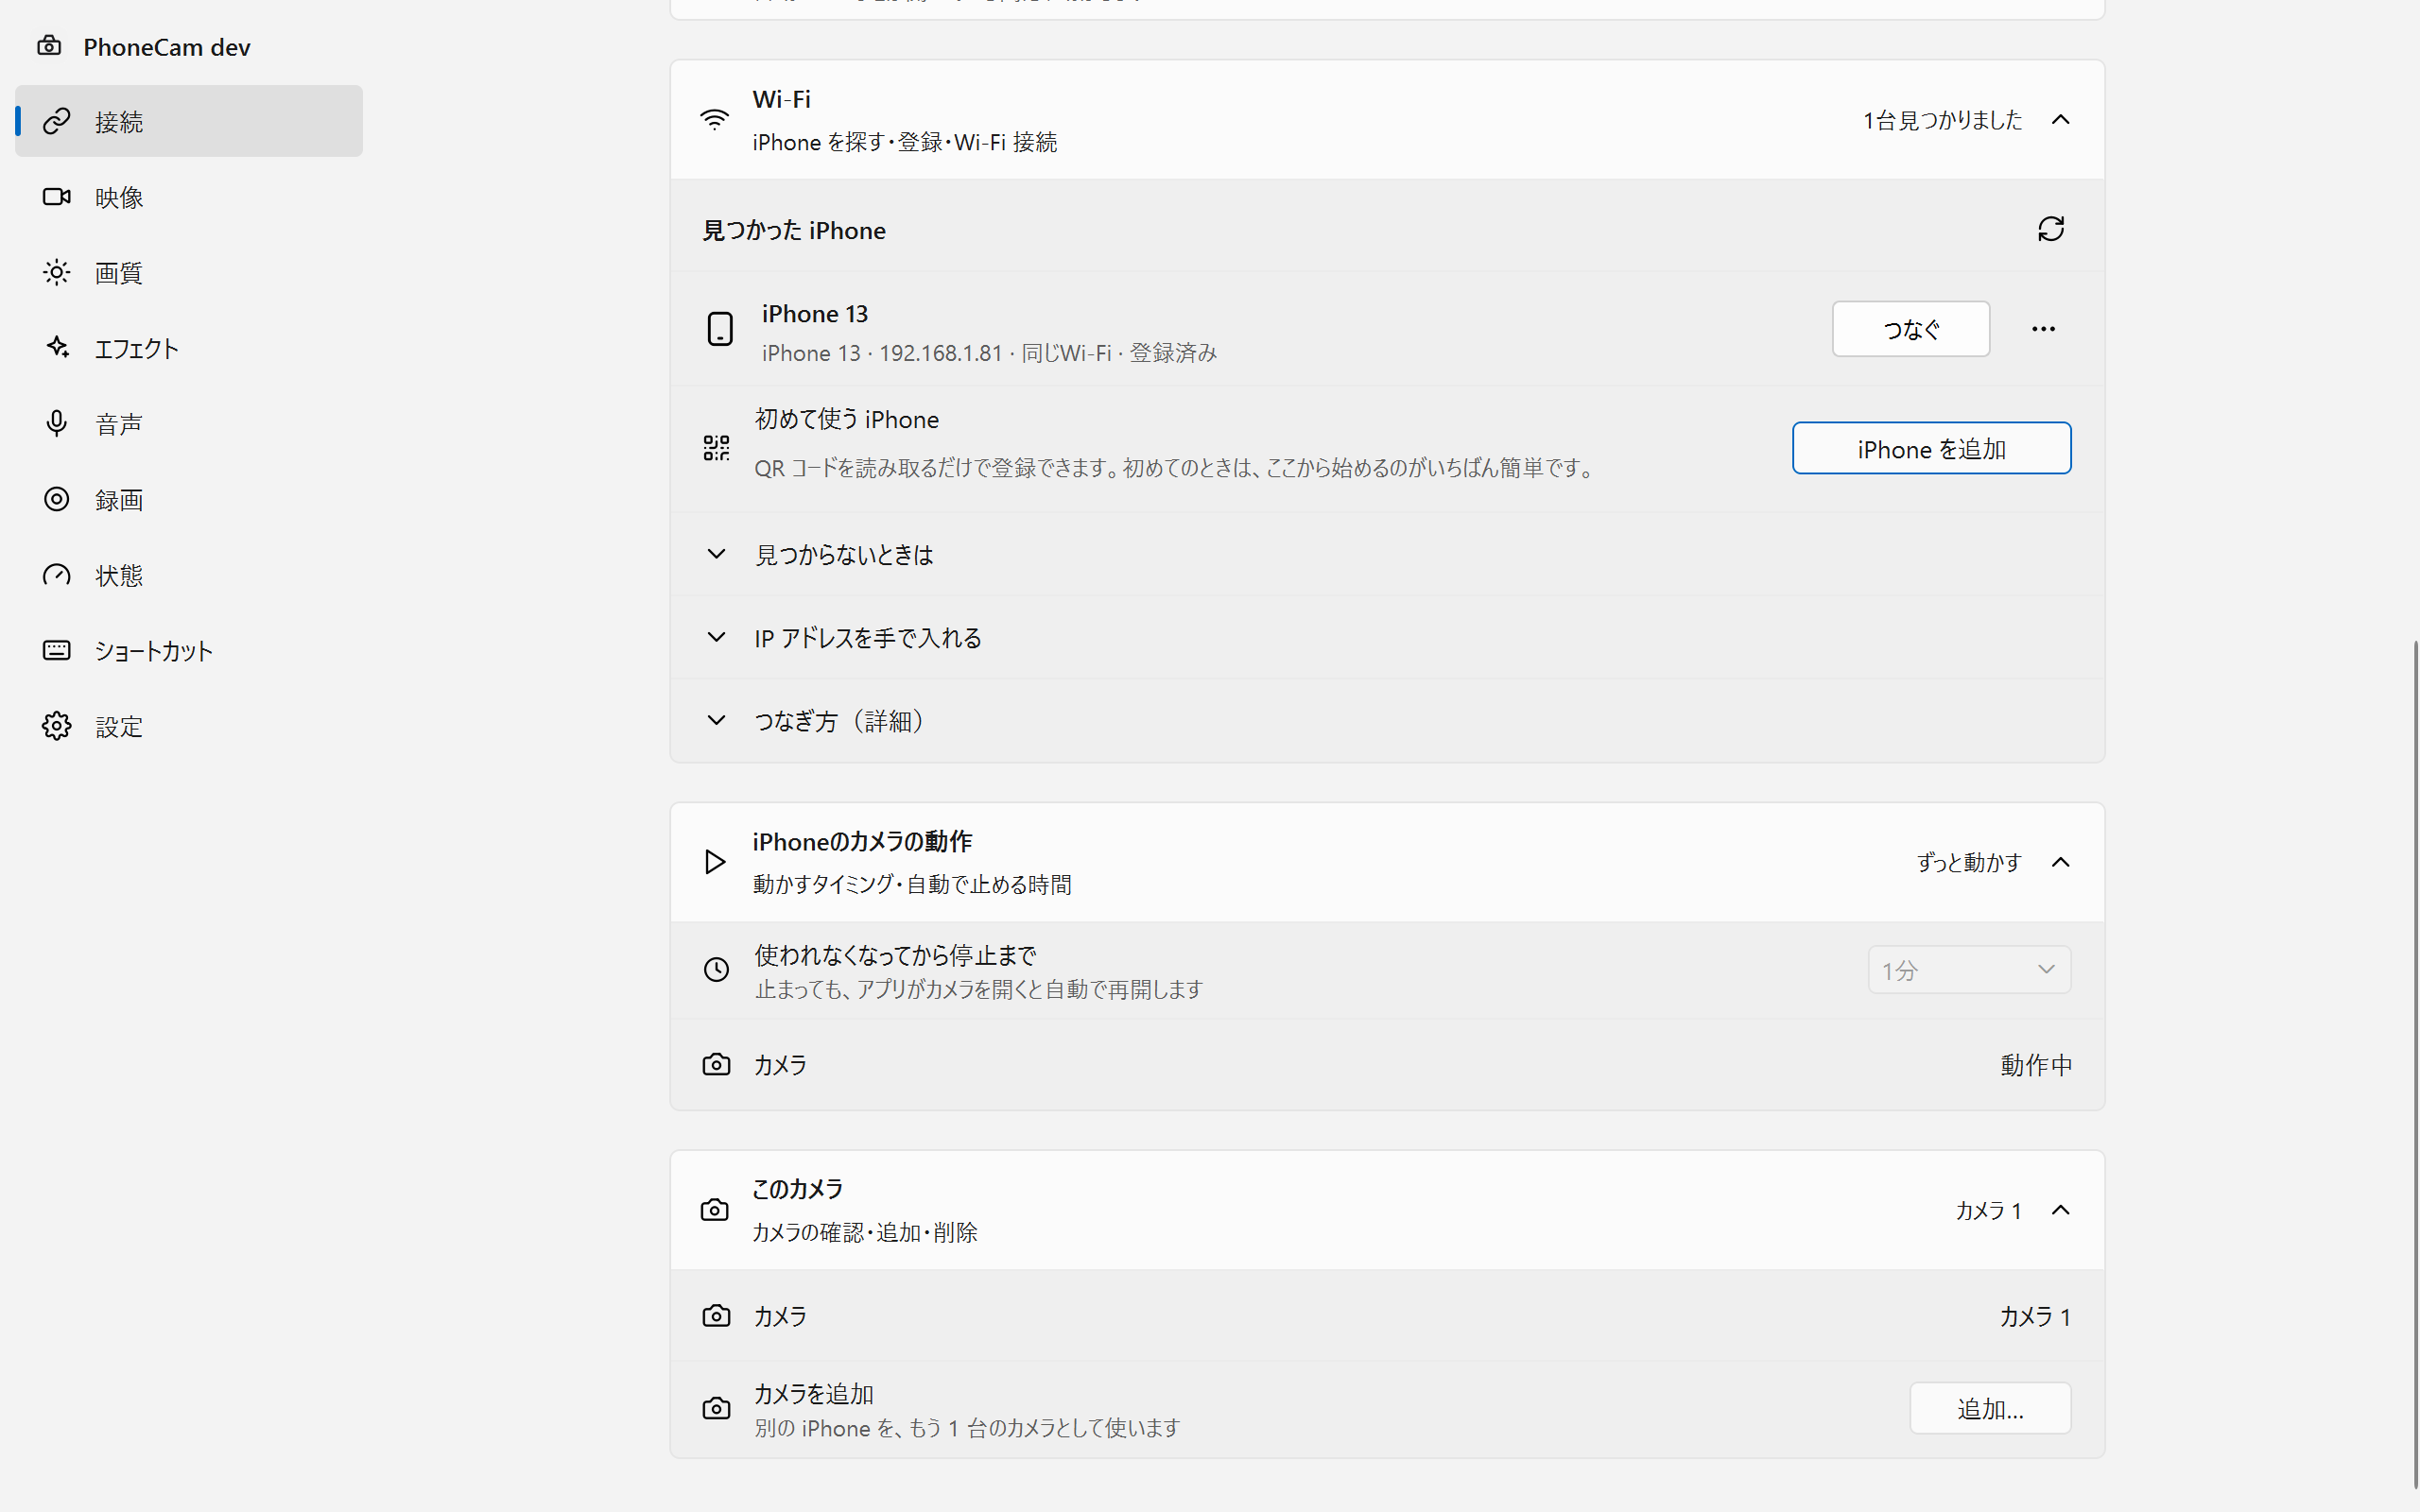 PhoneCam dev
接続
映像
画質
エフェクト
音声
録画
状態
ショートカット
設定
Wi-Fi
iPhone を探す・登録・Wi-Fi 接続
1台見つかりました
見つかった iPhone
iPhone 13
iPhone 13 · 192.168.1.81 · 同じWi-Fi · 登録済み
つなぐ
初めて使う iPhone
QR コードを読み取るだけで登録できます。初めてのときは、ここから始めるのがいちばん簡単です。
iPhone を追加
見つからないときは
IP アドレスを手で入れる
つなぎ方（詳細）
iPhoneのカメラの動作
動かすタイミング・自動で止める時間
ずっと動かす
使われなくなってから停止まで
止まっても、アプリがカメラを開くと自動で再開します
1分
カメラ
動作中
このカメラ
カメラの確認・追加・削除
カメラ 1
カメラ
カメラ 1
カメラを追加
別の iPhone を、もう 1 台のカメラとして使います
追加...